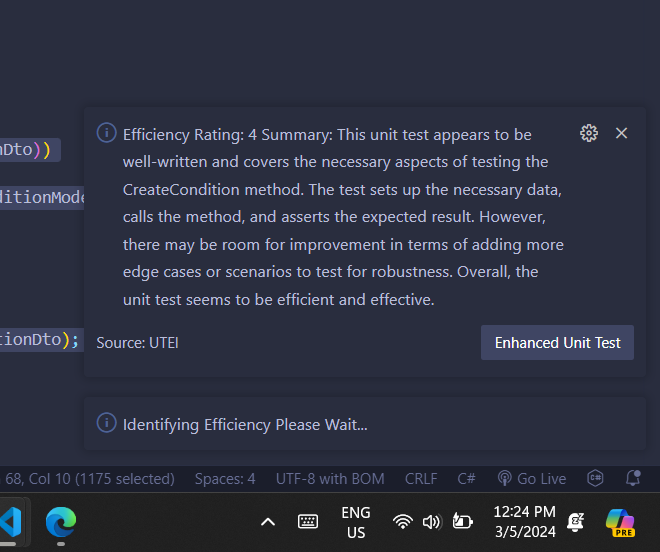 nDto))
Efficiency Rating: 4 Summary: This unit test appears to be
well-written and covers the necessary aspects of testing the
ditionMode
CreateCondition method. The test sets up the necessary data,
calls the method, and asserts the expected result. However,
there may be room for improvement in terms of adding more
edge cases or scenarios to test for robustness. Overall, the
unit test seems to be efficient and effective.
tionDto);
Source: UTEI
Enhanced Unit Test
Identifying Efficiency Please Wait...
68, Col 10 (1175 selected) Spaces: 4 UTF-8 with BOM CRLF C# Go Live C#
ENG
US
12:24 PM
3/5/2024
PRE